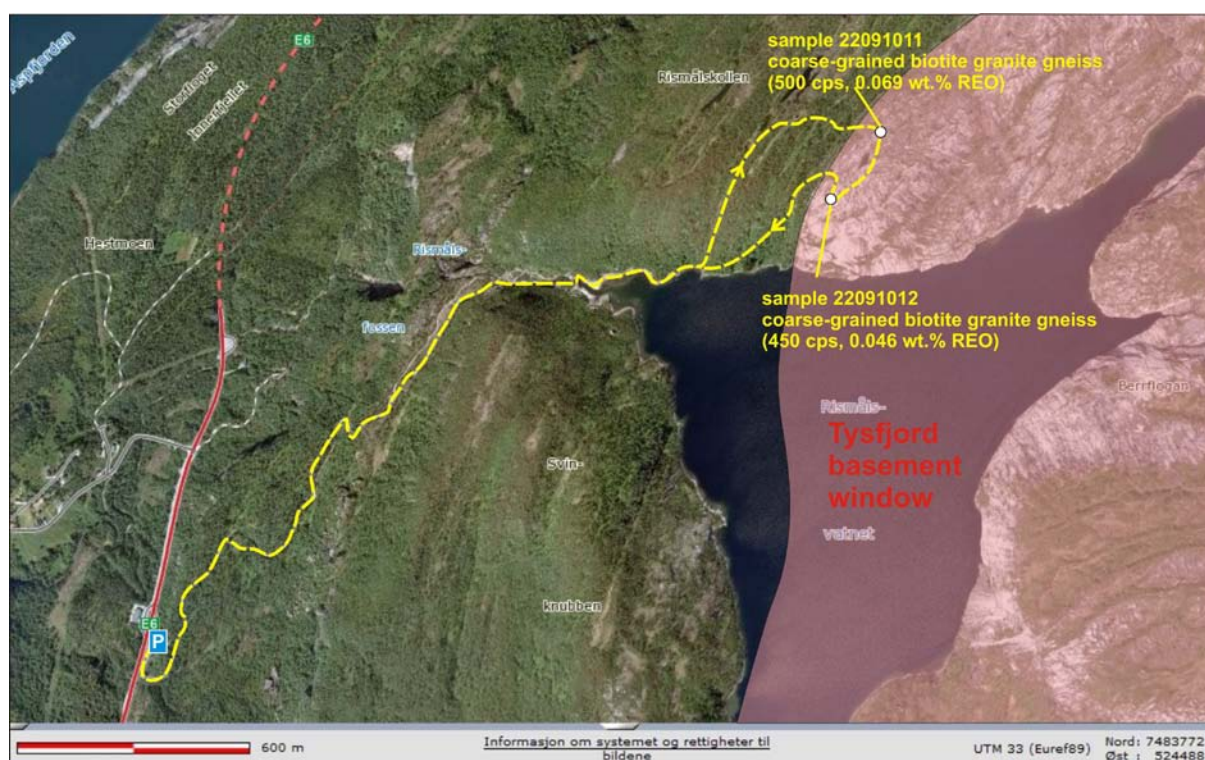 Aspfjorden
E6
Storfloget
Innerfjellet
sample 22091011
coarse-grained biotite granite gneiss
(500 cps, 0.069 wt.% REO)
Rismålskollen
Hestmoen
Rismåls-
fossen
sample 22091012
coarse-grained biotite granite gneiss
(450 cps, 0.046 wt.% REO)
Berrflogan
Rismåls-
Tysfjord
basement
window
vatnet
Svin-
knubben
E6
P
600 m
Informasjon om systemet og rettigheter til
bildene
UTM 33 (Euref89)
Nord: 7483772
Øst : 524488